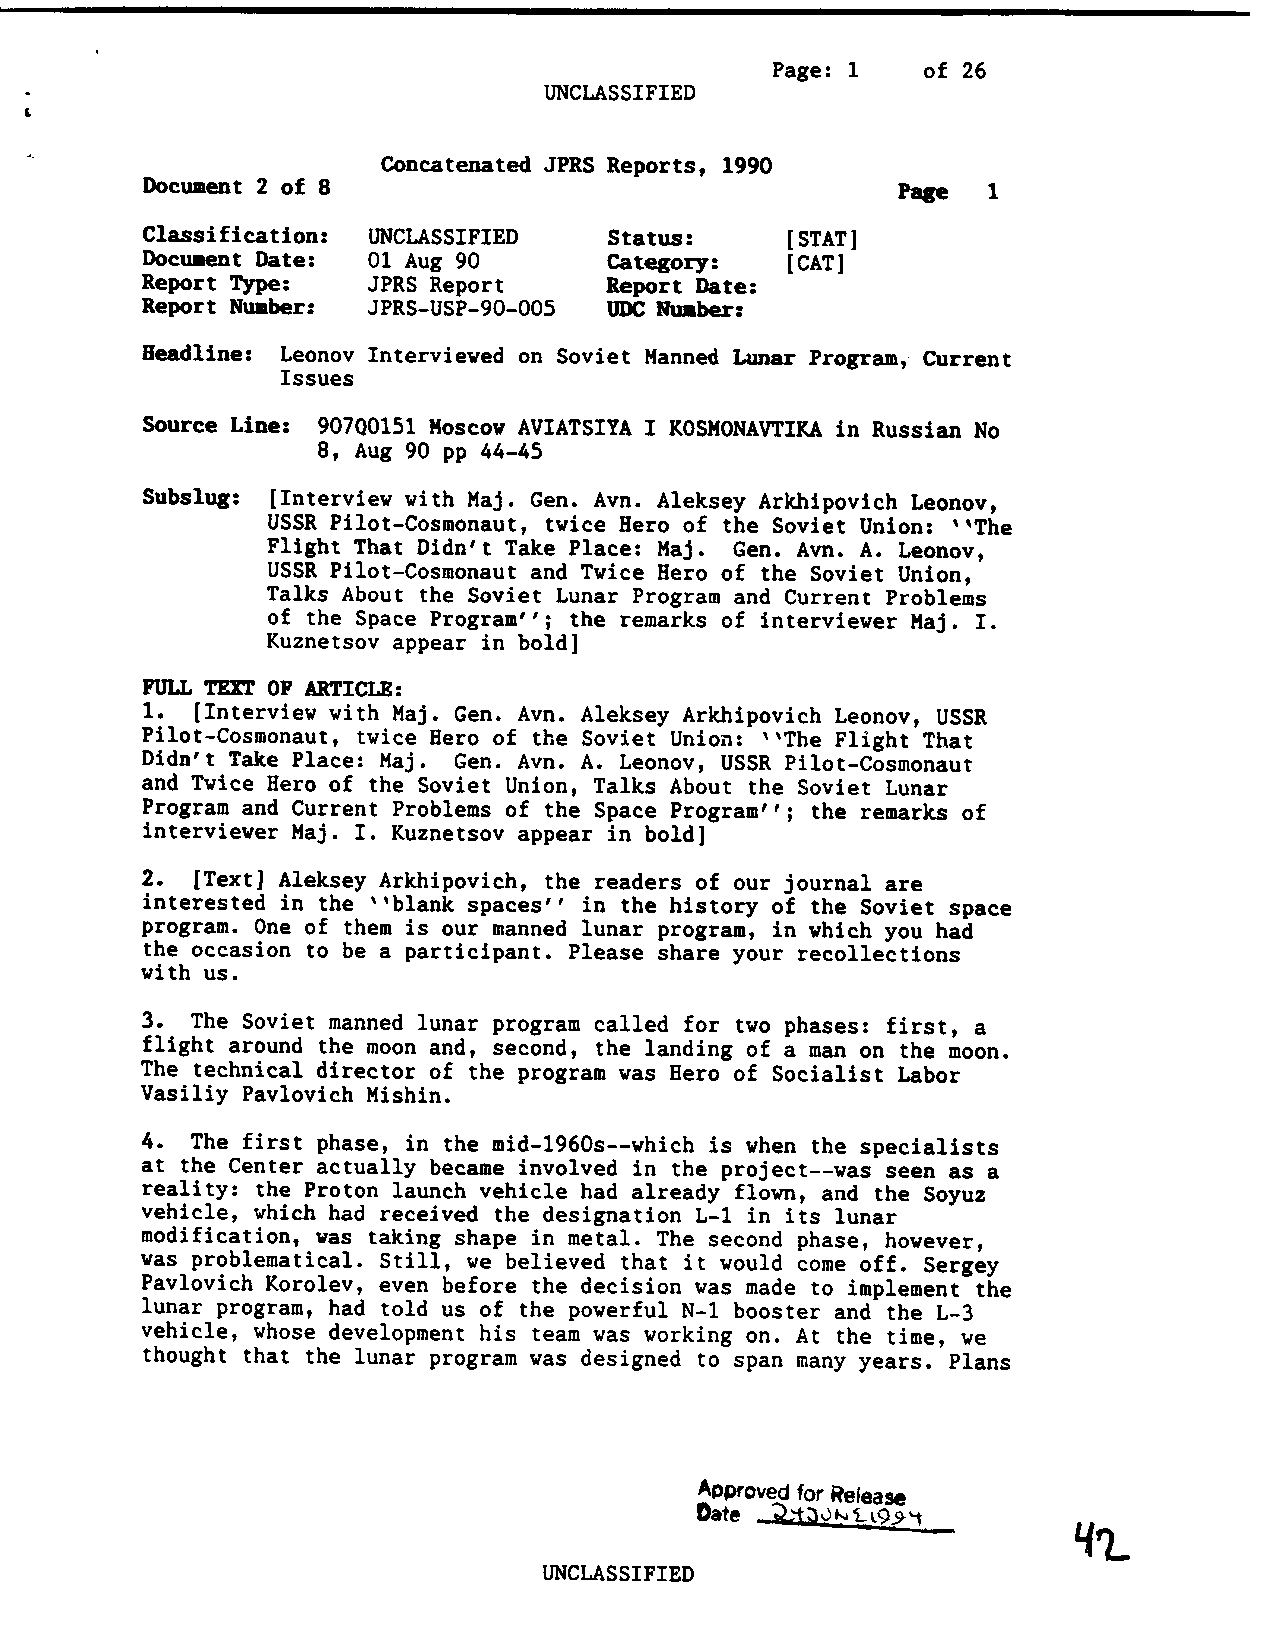 Page: 1 of 26
UNCLASSIFIED
Concatenated JPRS Reports, 1990
Document 2 of 8
Page 1
Classification: UNCLASSIFIED Status: [STAT]
Document Date: 01 Aug 90 Category: [CAT]
Report Type: JPRS Report Report Date:
Report Number: JPRS-USP-90-005 UDC Number:
Headline: Leonov Interviewed on Soviet Manned Lunar Program, Current
Issues
Source Line: 907Q0151 Moscow AVIATSIYA I KOSMONAVTIKA in Russian No
8, Aug 90 pp 44-45
Subslug: [Interview with Maj. Gen. Avn. Aleksey Arkhipovich Leonov,
USSR Pilot-Cosmonaut, twice Hero of the Soviet Union: ``The
Flight That Didn't Take Place: Maj. Gen. Avn. A. Leonov,
USSR Pilot-Cosmonaut and Twice Hero of the Soviet Union,
Talks About the Soviet Lunar Program and Current Problems
of the Space Program''; the remarks of interviewer Maj. I.
Kuznetsov appear in bold]
FULL TEXT OF ARTICLE:
1. [Interview with Maj. Gen. Avn. Aleksey Arkhipovich Leonov, USSR
Pilot-Cosmonaut, twice Hero of the Soviet Union: ``The Flight That
Didn't Take Place: Maj. Gen. Avn. A. Leonov, USSR Pilot-Cosmonaut
and Twice Hero of the Soviet Union, Talks About the Soviet Lunar
Program and Current Problems of the Space Program''; the remarks of
interviewer Maj. I. Kuznetsov appear in bold]
2. [Text] Aleksey Arkhipovich, the readers of our journal are
interested in the ``blank spaces'' in the history of the Soviet space
program. One of them is our manned lunar program, in which you had
the occasion to be a participant. Please share your recollections
with us.
3. The Soviet manned lunar program called for two phases: first, a
flight around the moon and, second, the landing of a man on the moon.
The technical director of the program was Hero of Socialist Labor
Vasiliy Pavlovich Mishin.
4. The first phase, in the mid-1960s--which is when the specialists
at the Center actually became involved in the project--was seen as a
reality: the Proton launch vehicle had already flown, and the Soyuz
vehicle, which had received the designation L-1 in its lunar
modification, was taking shape in metal. The second phase, however,
was problematical. Still, we believed that it would come off. Sergey
Pavlovich Korolev, even before the decision was made to implement the
lunar program, had told us of the powerful N-1 booster and the L-3
vehicle, whose development his team was working on. At the time, we
thought that the lunar program was designed to span many years. Plans
Approved for Release
Date JUNE 1994
42
UNCLASSIFIED